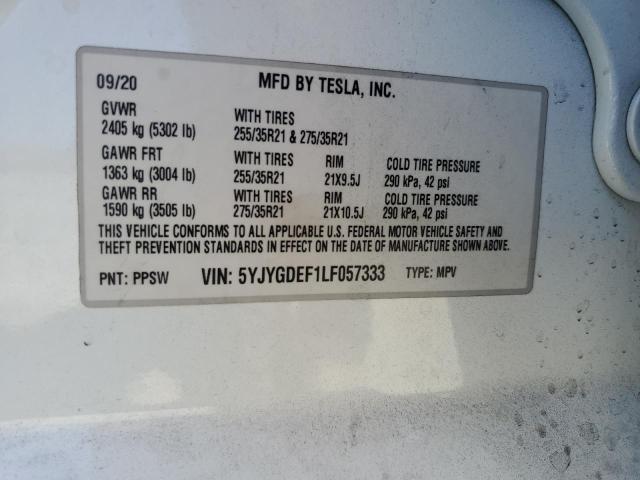 09/20 MFD BY TESLA, INC.
GVWR WITH TIRES
2405 kg (5302 lb) 255/35R21 & 275/35R21
GAWR FRT WITH TIRES RIM COLD TIRE PRESSURE
1363 kg (3004 lb) 255/35R21 21X9.5J 290 kPa, 42 psi
GAWR RR WITH TIRES RIM COLD TIRE PRESSURE
1590 kg (3505 lb) 275/35R21 21X10.5J 290 kPa, 42 psi
THIS VEHICLE CONFORMS TO ALL APPLICABLE U.S. FEDERAL MOTOR VEHICLE SAFETY AND
THEFT PREVENTION STANDARDS IN EFFECT ON THE DATE OF MANUFACTURE SHOWN ABOVE.
PNT: PPSW VIN: 5YJYGDEF1LF057333 TYPE: MPV